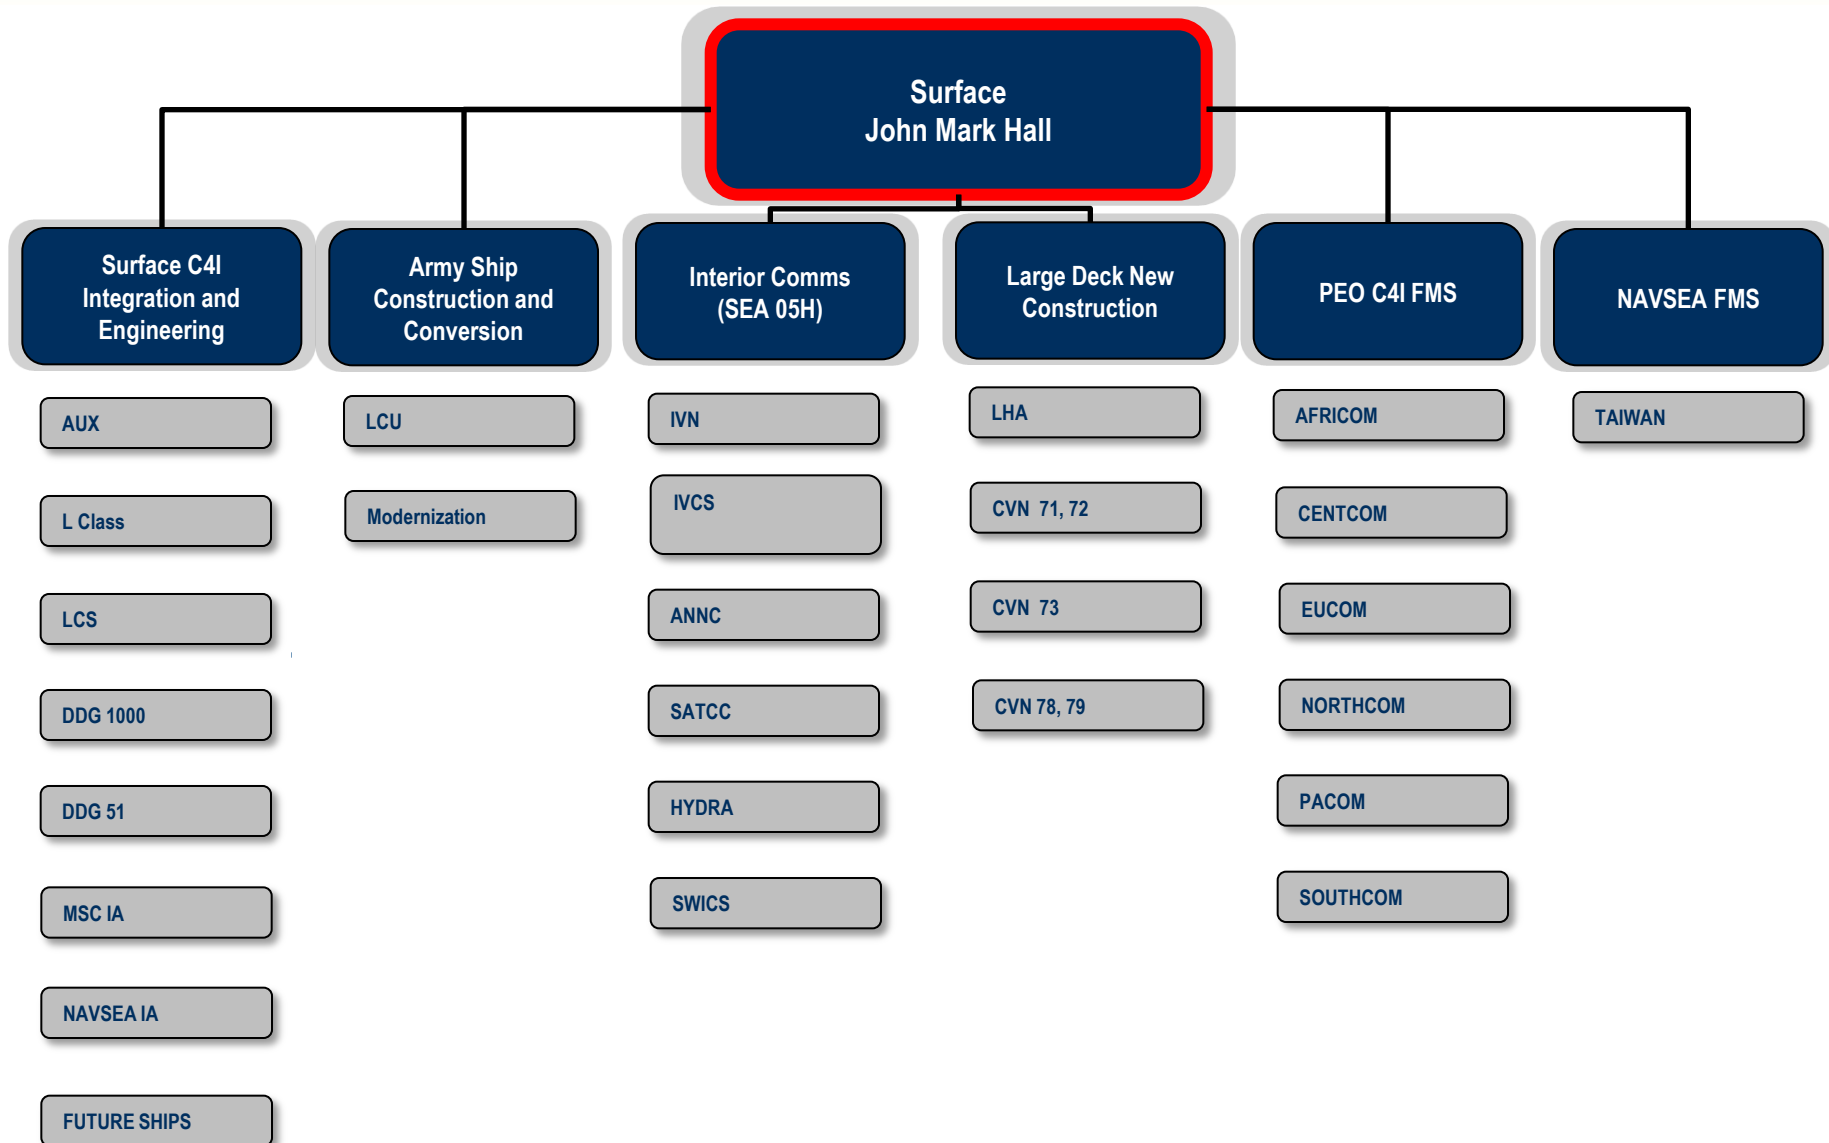 Surface
John Mark Hall
Surface C4I
Integration and
Engineering
AUX
L Class
LCS
DDG 1000
DDG 51
MSC IA
NAVSEA IA
FUTURE SHIPS
Army Ship
Construction and
Conversion
LCU
Modernization
Interior Comms
(SEA 05H)
IVN
IVCS
ANNC
SATCC
HYDRA
SWICS
Large Deck New
Construction
LHA
CVN 71, 72
CVN 73
CVN 78, 79
PEO C4I FMS
AFRICOM
CENTCOM
EUCOM
NORTHCOM
PACOM
SOUTHCOM
NAVSEA FMS
TAIWAN